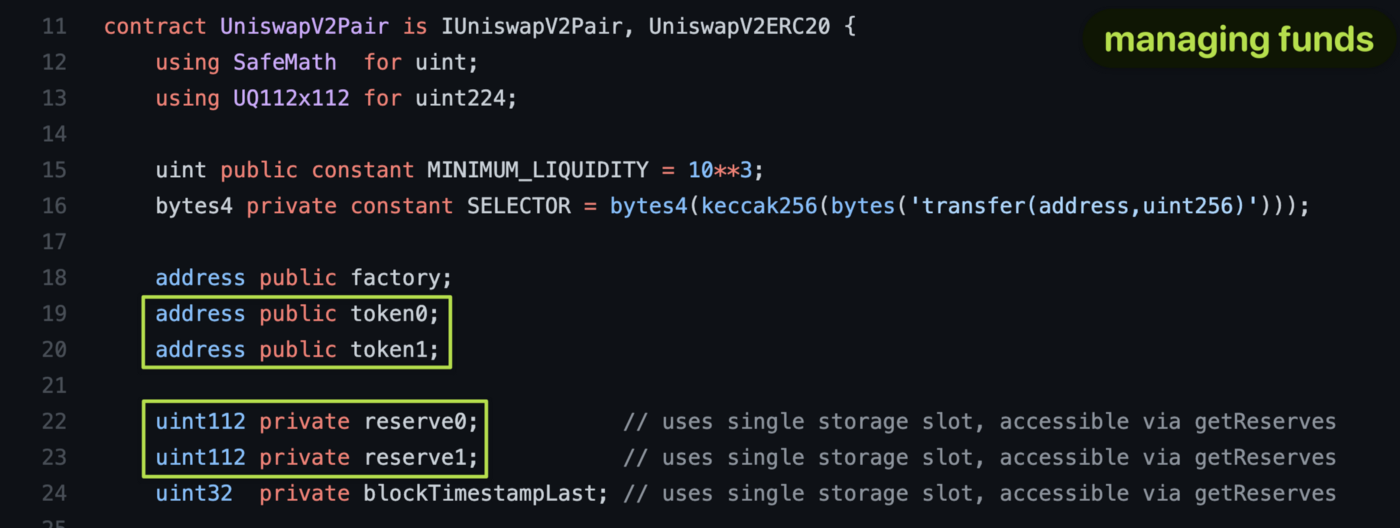 managing funds
11 contract UniswapV2Pair is IUniswapV2Pair, UniswapV2ERC20 {
12     using SafeMath  for uint;
13     using UQ112x112 for uint224;
14
15     uint public constant MINIMUM_LIQUIDITY = 10**3;
16     bytes4 private constant SELECTOR = bytes4(keccak256(bytes('transfer(address,uint256)')));
17
18     address public factory;
19     address public token0;
20     address public token1;
21
22     uint112 private reserve0;           // uses single storage slot, accessible via getReserves
23     uint112 private reserve1;           // uses single storage slot, accessible via getReserves
24     uint32  private blockTimestampLast; // uses single storage slot, accessible via getReserves
25